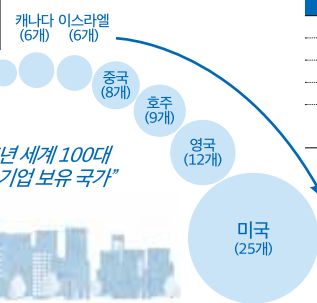 캐나다 이스라엘
(6개) (6개)
중국
(8개)
호주
(9개)
영국
(12개)
년 세계 100대
기업 보유 국가”
미국
(25개)